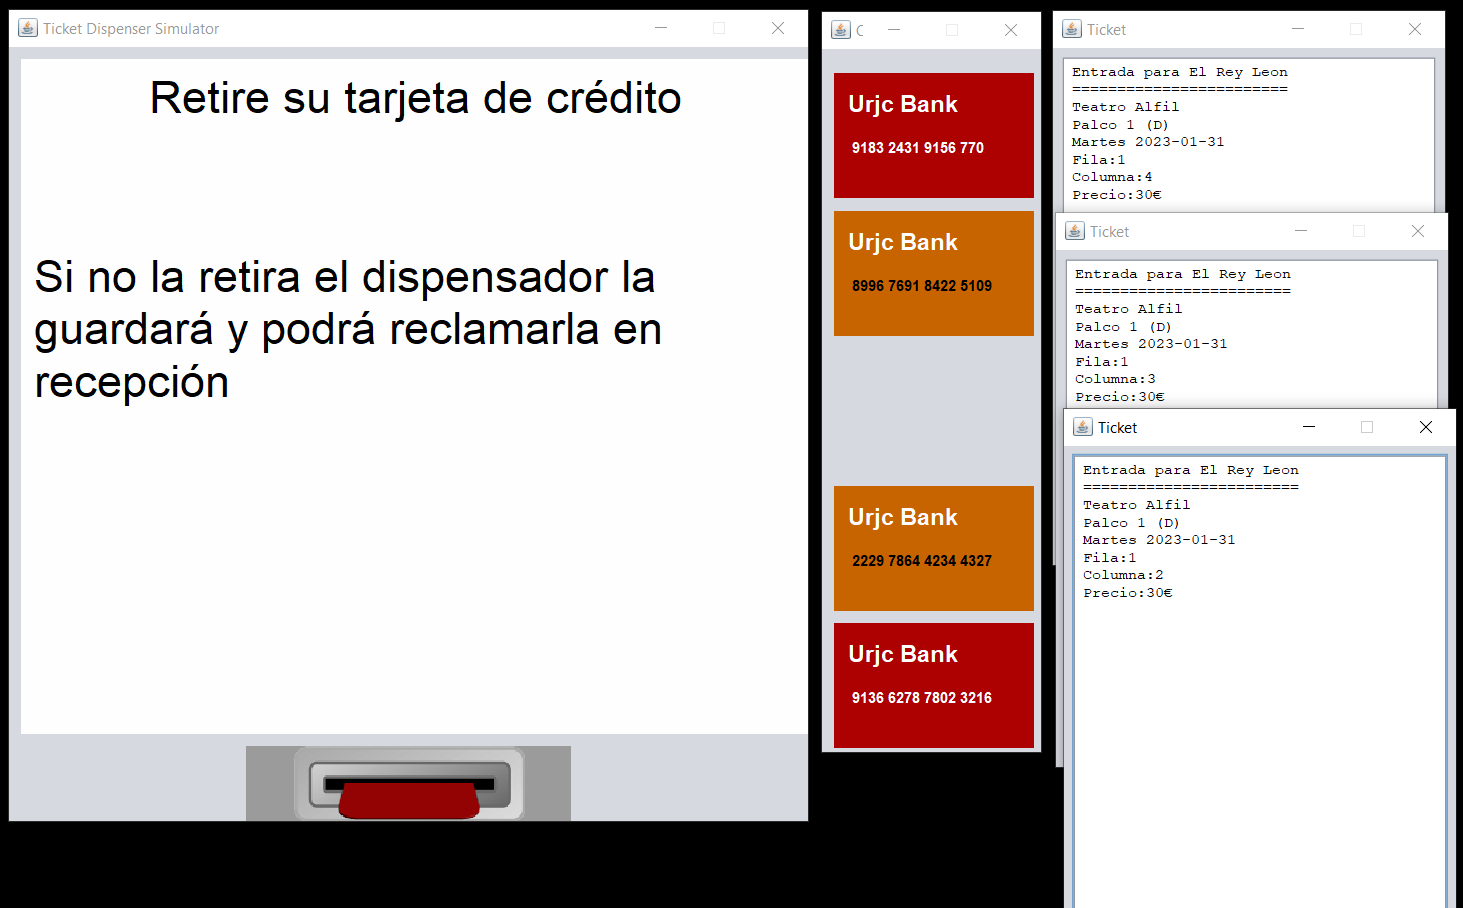 Ticket Dispenser Simulator
Retire su tarjeta de crédito
Si no la retira el dispensador la
guardará y podrá reclamarla en
recepción
C
Urjc Bank
9183 2431 9156 770
Urjc Bank
8996 7691 8422 5109
Urjc Bank
2229 7864 4234 4327
Urjc Bank
9136 6278 7802 3216
Ticket
Entrada para El Rey Leon
========================
Teatro Alfil
Palco 1 (D)
Martes 2023-01-31
Fila:1
Columna:4
Precio:30€
Ticket
Entrada para El Rey Leon
========================
Teatro Alfil
Palco 1 (D)
Martes 2023-01-31
Fila:1
Columna:3
Precio:30€
Ticket
Entrada para El Rey Leon
========================
Teatro Alfil
Palco 1 (D)
Martes 2023-01-31
Fila:1
Columna:2
Precio:30€